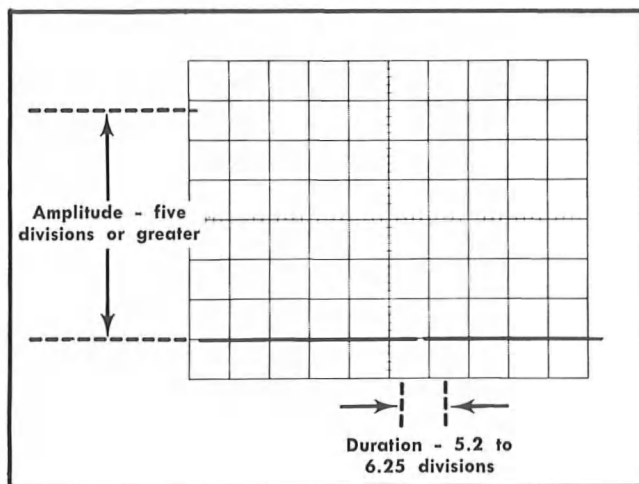 Amplitude - five
divisions or greater
Duration - 5.2 to
6.25 divisions